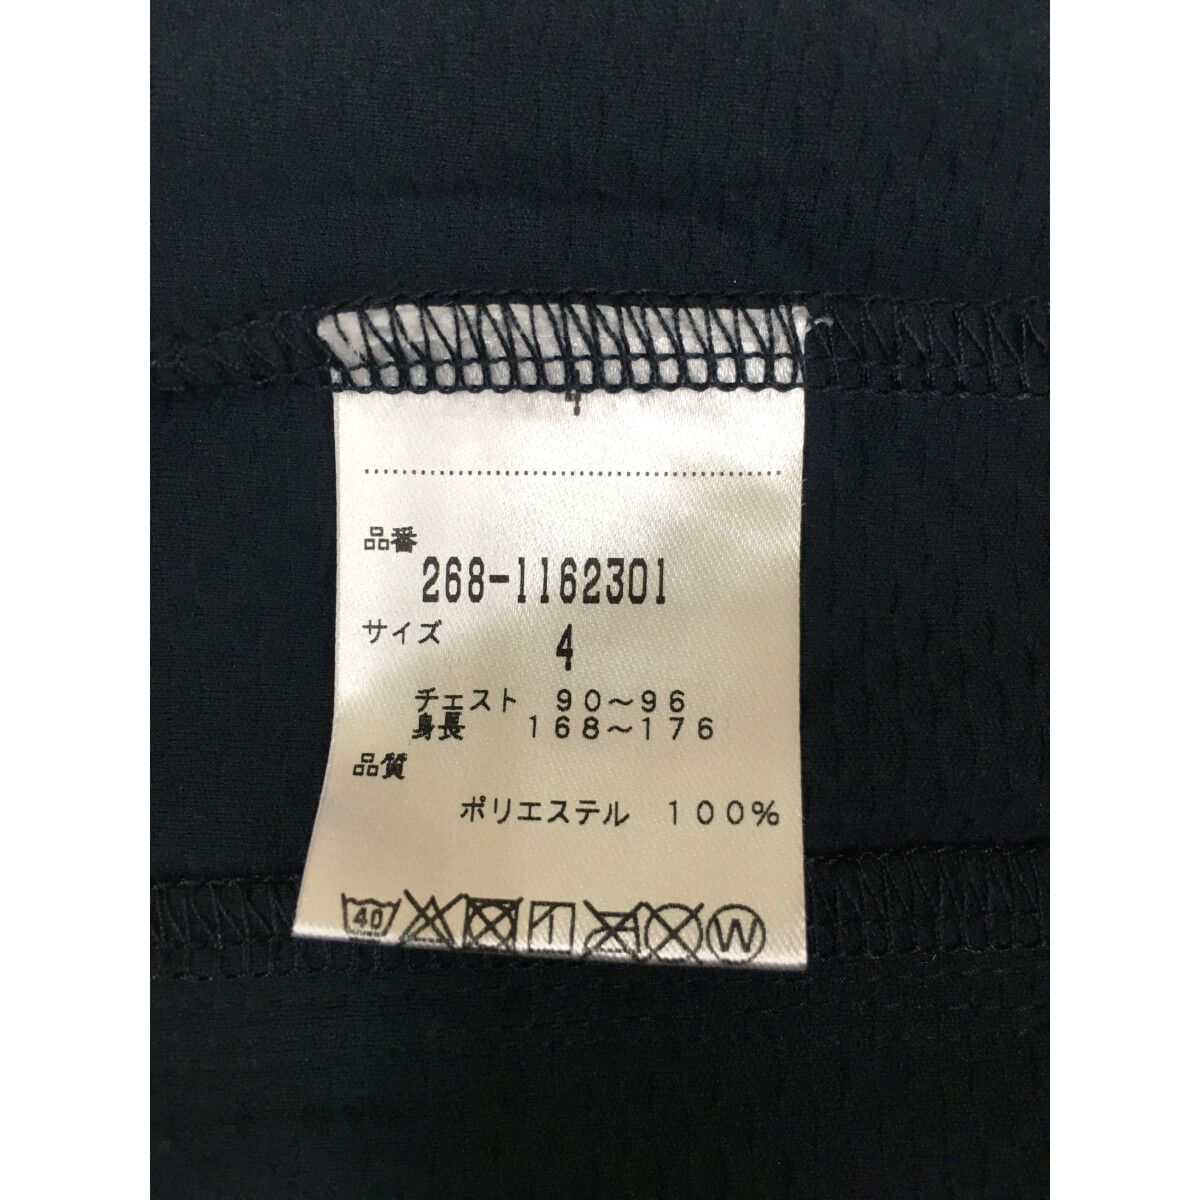 品番
268-1162301
サイズ 4
チェスト 90～96
身長 168～176
品質
ポリエステル 100%
40 W